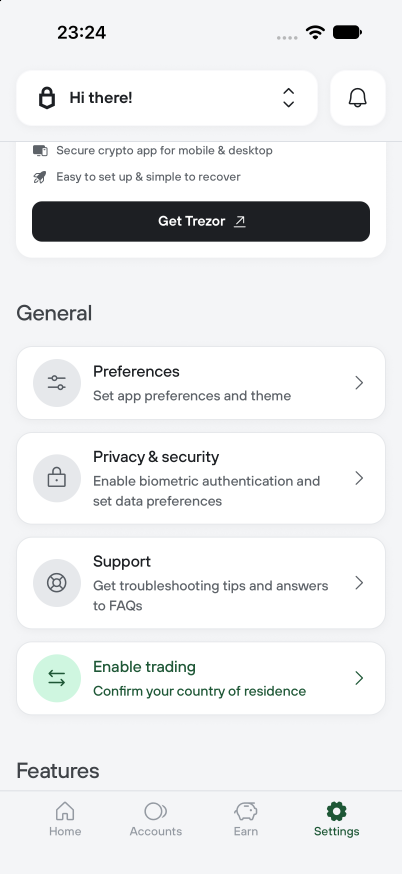 23:24
Hi there!
Secure crypto app for mobile & desktop
Easy to set up & simple to recover
Get Trezor
General
Preferences
Set app preferences and theme
Privacy & security
Enable biometric authentication and
set data preferences
Support
Get troubleshooting tips and answers
to FAQs
Enable trading
Confirm your country of residence
Features
Home
Accounts
Earn
Settings